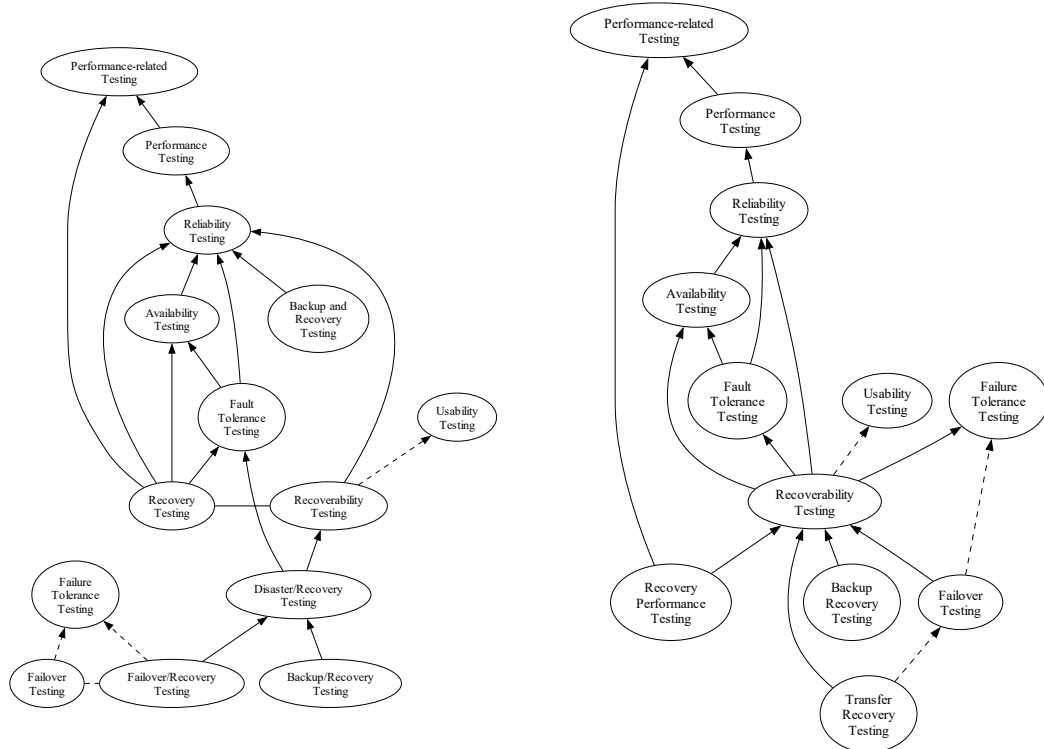 Performance-related
Testing
Performance
Testing
Reliability
Testing
Availability
Testing
Backup and
Recovery
Testing
Fault
Tolerance
Testing
Usability
Testing
Recovery
Testing
Recoverability
Testing
Failure
Tolerance
Testing
Disaster/Recovery
Testing
Failover
Testing
Failover/Recovery
Testing
Backup/Recovery
Testing
Performance-related
Testing
Performance
Testing
Reliability
Testing
Availability
Testing
Fault
Tolerance
Testing
Usability
Testing
Failure
Tolerance
Testing
Recoverability
Testing
Recovery
Performance
Testing
Backup
Recovery
Testing
Failover
Testing
Transfer
Recovery
Testing